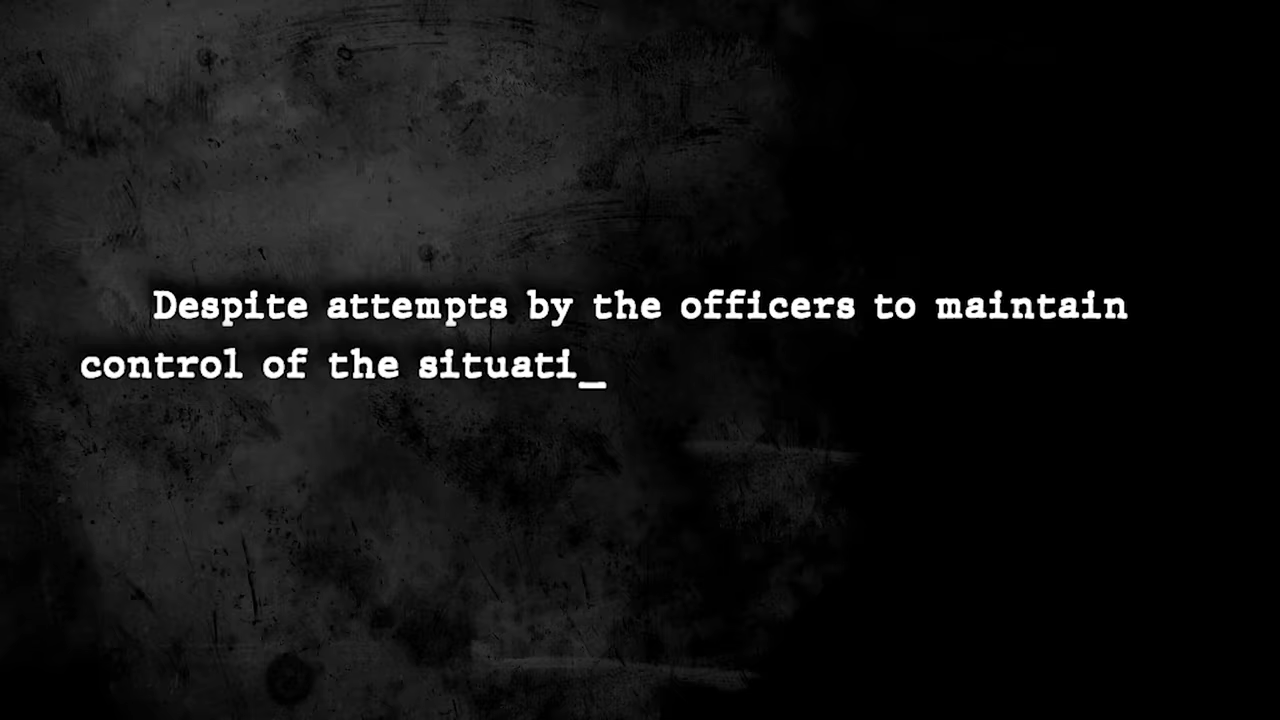 Despite attempts by the officers to maintain
control of the situati_